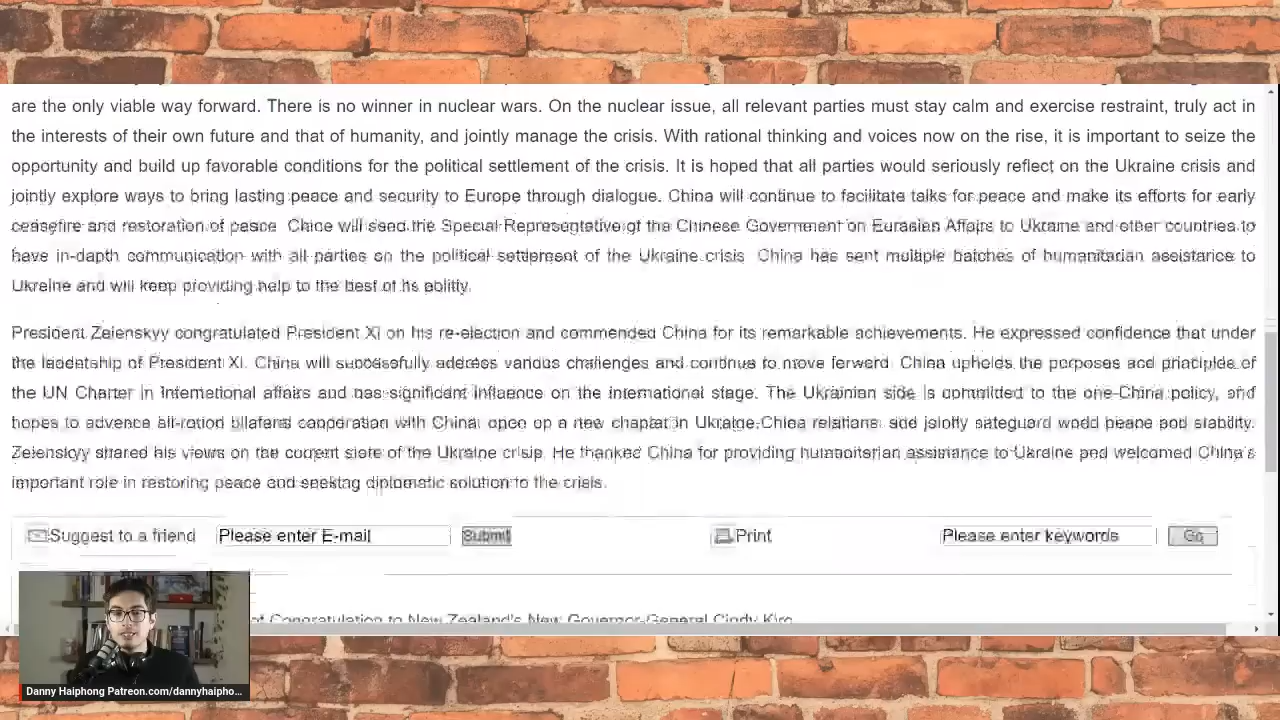 are the only viable way forward. There is no winner in nuclear wars. On the nuclear issue, all relevant parties must stay calm and exercise restraint, truly act in
the interests of their own future and that of humanity, and jointly manage the crisis. With rational thinking and voices now on the rise, it is important to seize the
opportunity and build up favorable conditions for the political settlement of the crisis. It is hoped that all parties would seriously reflect on the Ukraine crisis and
jointly explore ways to bring lasting peace and security to Europe through dialogue. China will continue to facilitate talks for peace and make its efforts for early
ceasefire and restoration of peace. China will send the Special Representative of the Chinese Government on Eurasian Affairs to Ukraine and other countries to
have in-depth communication with all parties on the political settlement of the Ukraine crisis. China has sent multiple batches of humanitarian assistance to
Ukraine and will keep providing help to the best of its ability.
President Zelenskyy congratulated President Xi on his re-election and commended China for its remarkable achievements. He expressed confidence that under
the leadership of President Xi, China will successfully address various challenges and continue to move forward. China upholds the purposes and principles of
the UN Charter in international affairs and has significant influence on the international stage. The Ukrainian side is committed to the one-China policy, and
hopes to advance all-round bilateral cooperation with China, open up a new chapter in Ukraine-China relations and jointly safeguard world peace and stability.
Zelenskyy shared his views on the current state of the Ukraine crisis. He thanked China for providing humanitarian assistance to Ukraine and welcomed China's
important role in restoring peace and seeking diplomatic solution to the crisis.
Suggest to a friend Please enter E-mail Submit Print Please enter keywords Go
of Congratulation to New Zealand's New Governor-General Cindy Kiro
Danny Haiphong Patreon.com/dannyhaipho...